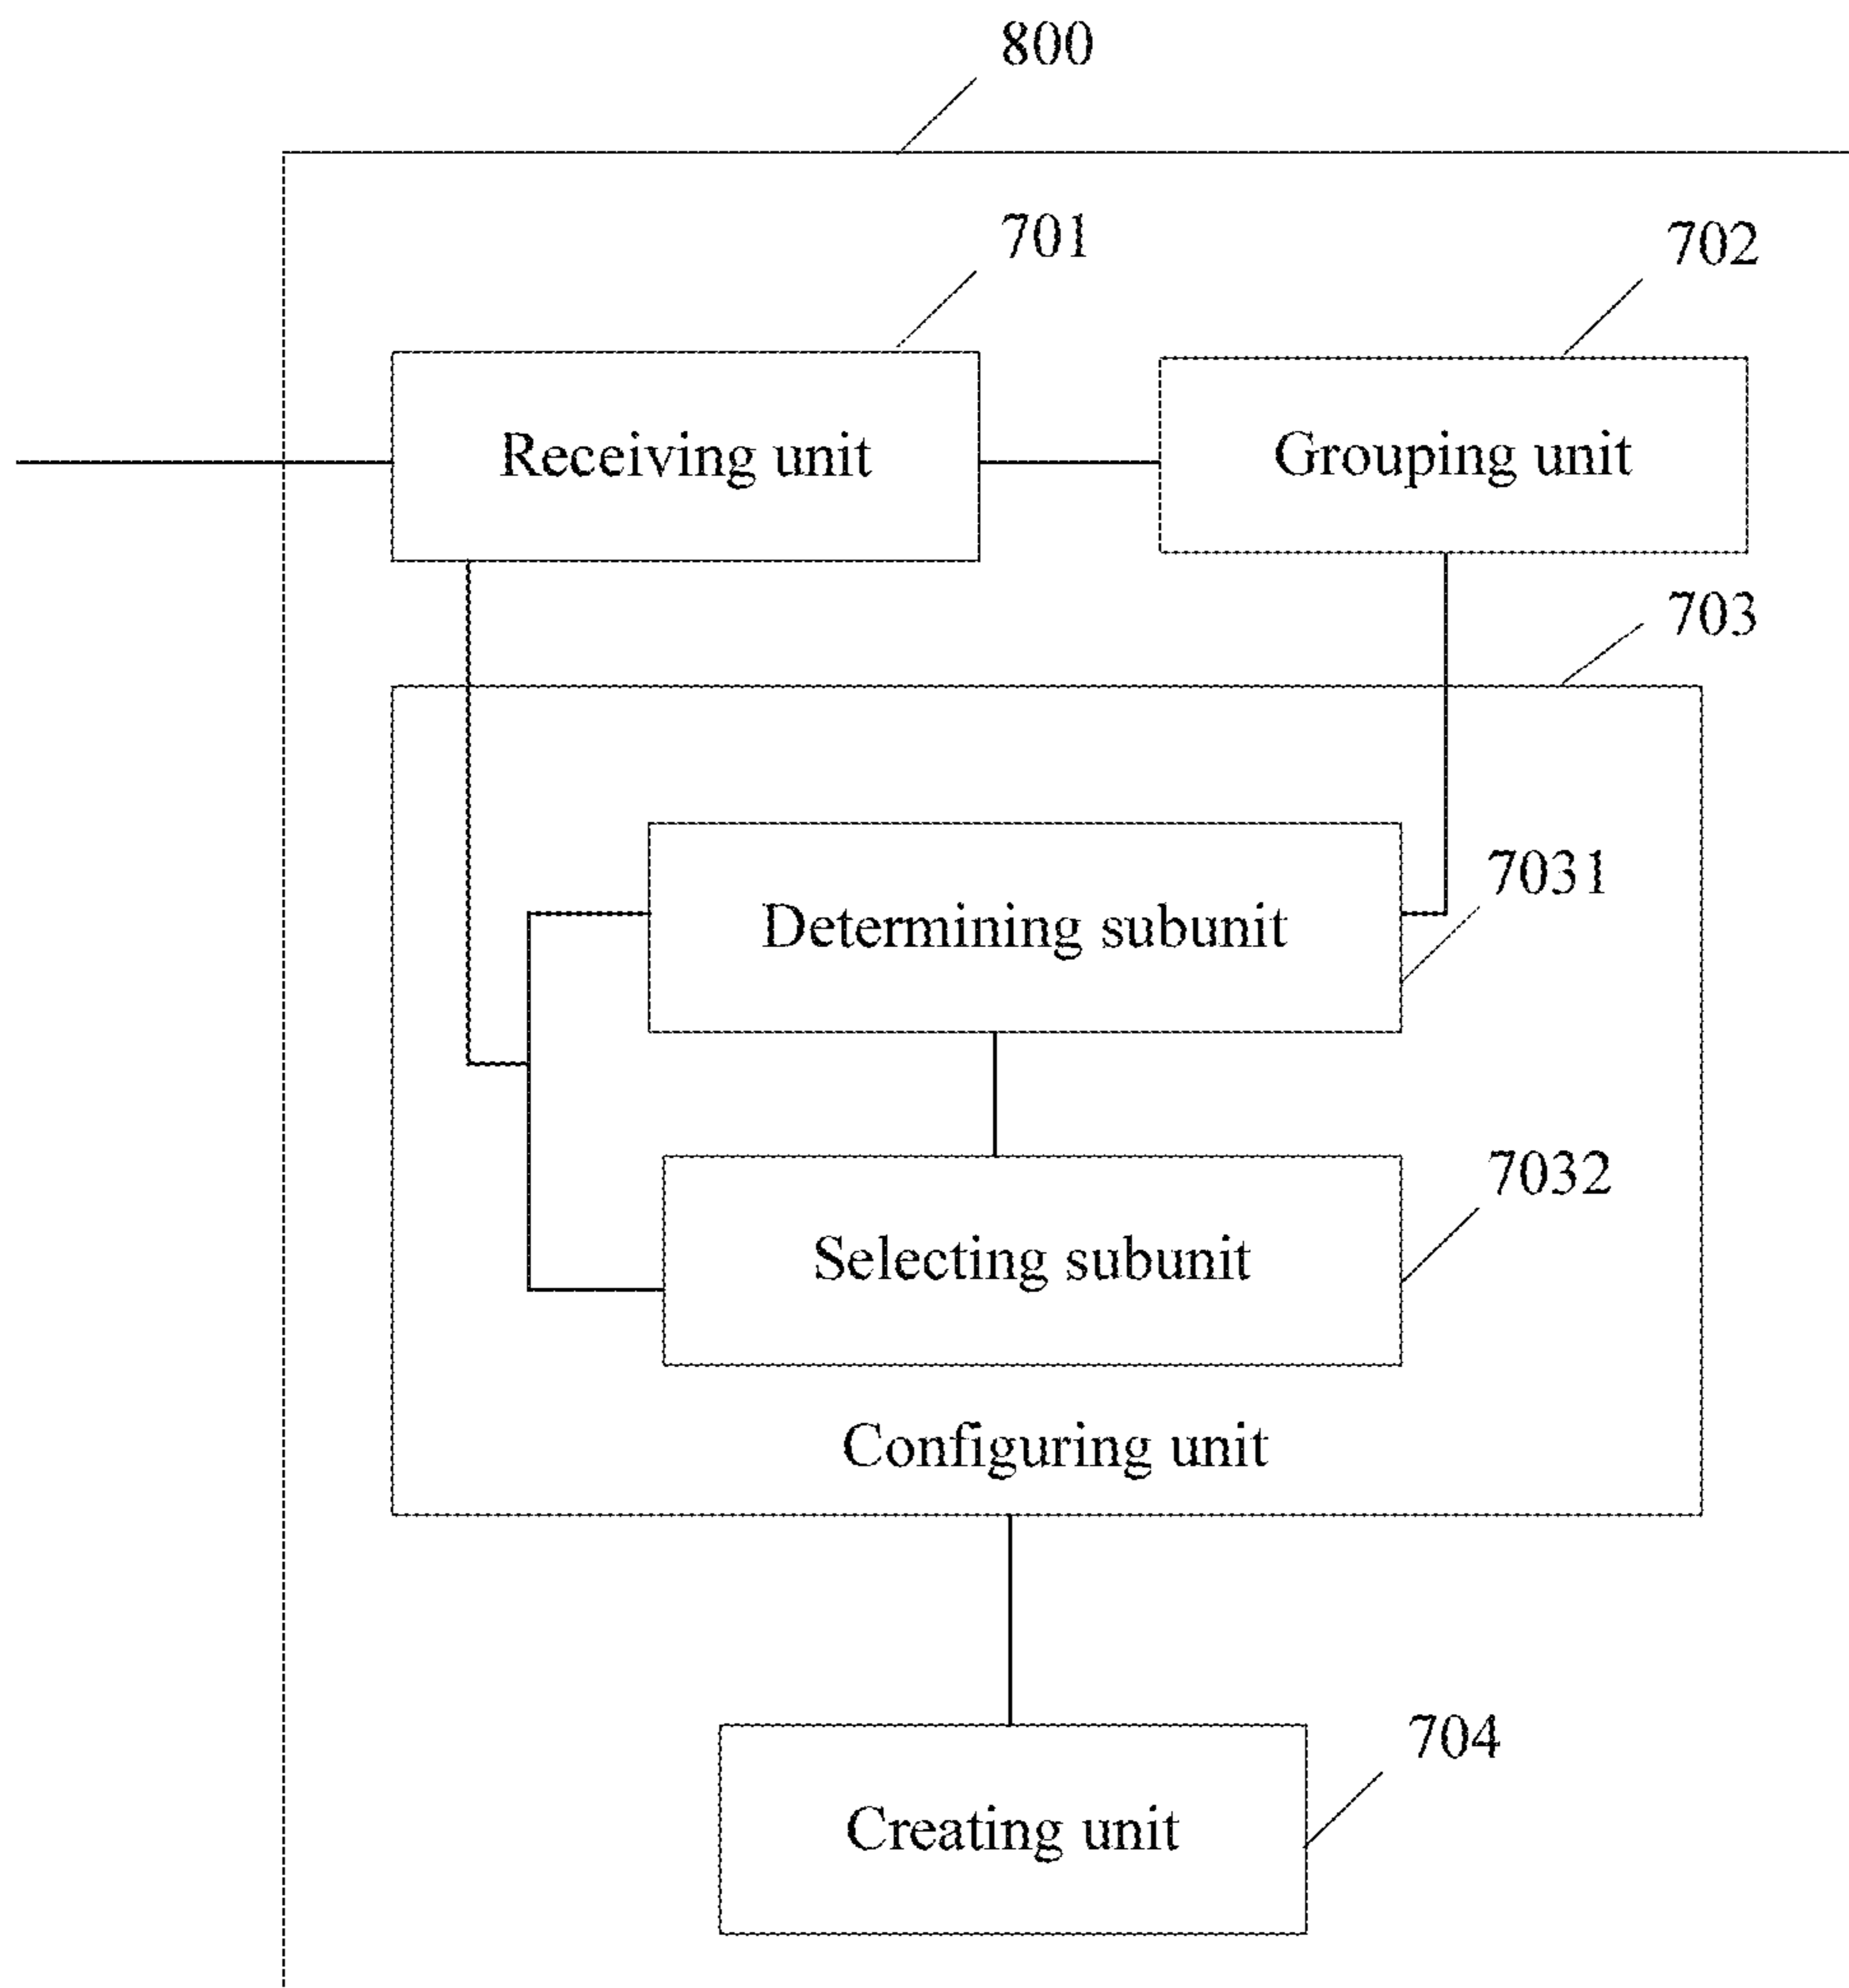 800
701
702
Receiving unit
Grouping unit
703
7031
Determining subunit
7032
Selecting subunit
Configuring unit
704
Creating unit